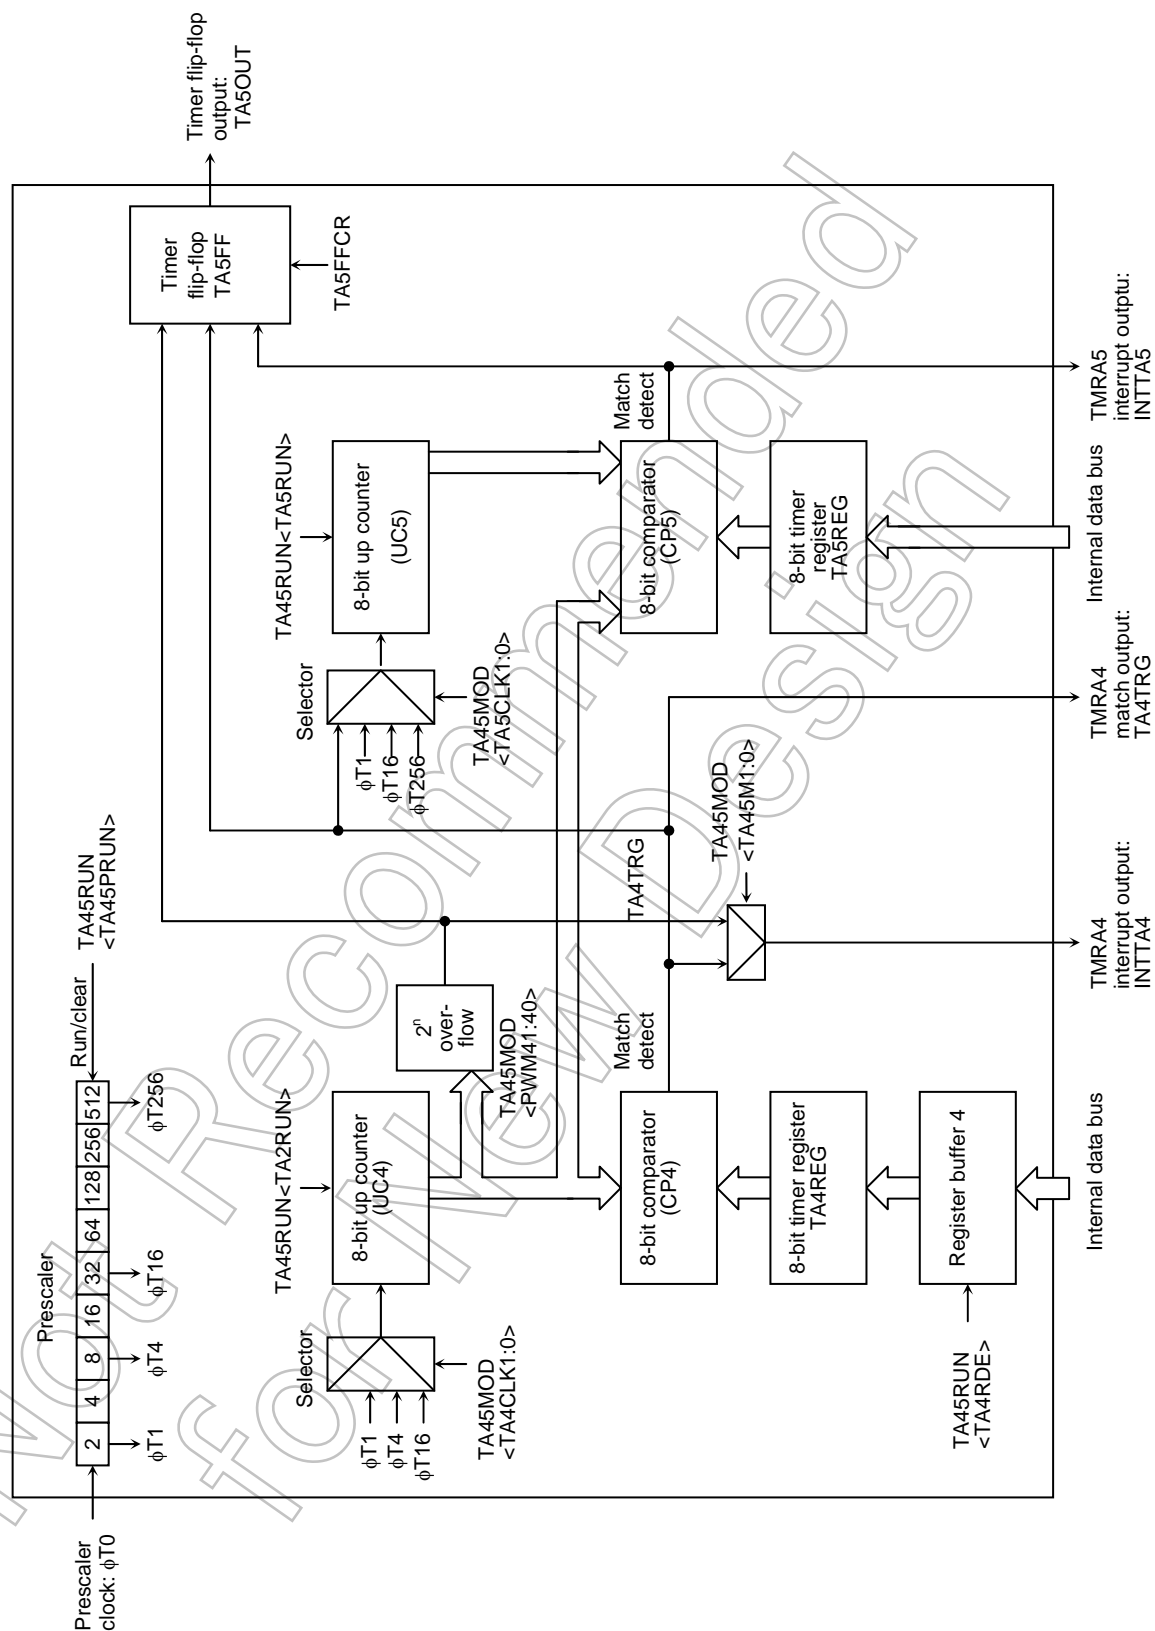 Prescaler
clock: ϕT0
Prescaler
2
4
8
16
32
64
128
256
512
Run/clear
TA45RUN
<TA45PRUN>
ϕT1
ϕT4
ϕT16
ϕT256
Timer flip-flop
output:
TA5OUT
Timer
flip-flop
TA5FF
TA5FFCR
Selector
ϕT1
ϕT4
ϕT16
TA45MOD
<TA4CLK1:0>
TA45RUN<TA2RUN>
8-bit up counter
(UC4)
2ⁿ
over-
flow
TA45MOD
<PWM41:40>
Selector
ϕT1
ϕT16
ϕT256
TA45MOD
<TA5CLK1:0>
TA45RUN<TA5RUN>
8-bit up counter
(UC5)
8-bit comparator
(CP4)
Match
detect
TA4TRG
8-bit comparator
(CP5)
Match
detect
8-bit timer register
TA4REG
TA45MOD
<TA45M1:0>
8-bit timer
register
TA5REG
TA45RUN
<TA4RDE>
Register buffer 4
Internal data bus
TMRA4
interrupt output:
INTTA4
TMRA4
match output:
TA4TRG
Internal data bus
TMRA5
interrupt outptu:
INTTA5
Not Recommended
for New Design